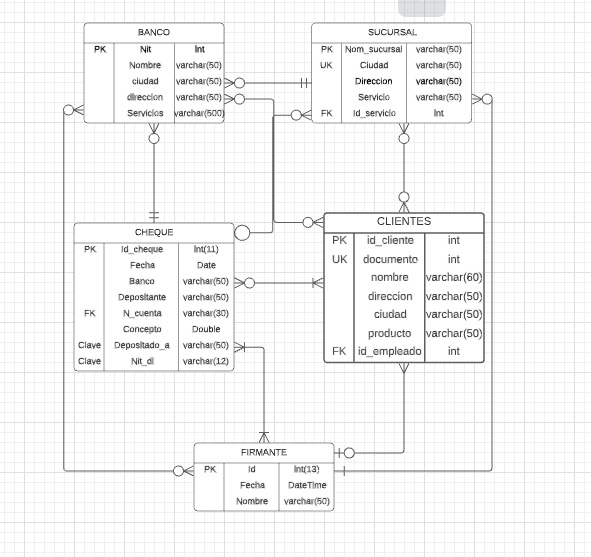 BANCO
PK Nit Int
Nombre varchar(50)
ciudad varchar(50)
direccion varchar(50)
Servicios varchar(500)
SUCURSAL
PK Nom_sucursal varchar(50)
UK Ciudad varchar(50)
Direccion varchar(50)
Servicio varchar(50)
FK Id_servicio Int
CHEQUE
PK Id_cheque Int(11)
Fecha Date
Banco varchar(50)
Depositante varchar(50)
FK N_cuenta varchar(30)
Concepto Double
Clave Depositado_a varchar(50)
Clave Nit_di varchar(12)
CLIENTES
PK id_cliente int
UK documento int
nombre varchar(60)
direccion varchar(50)
ciudad varchar(50)
producto varchar(50)
FK id_empleado int
FIRMANTE
PK Id Int(13)
Fecha DateTime
Nombre varchar(50)